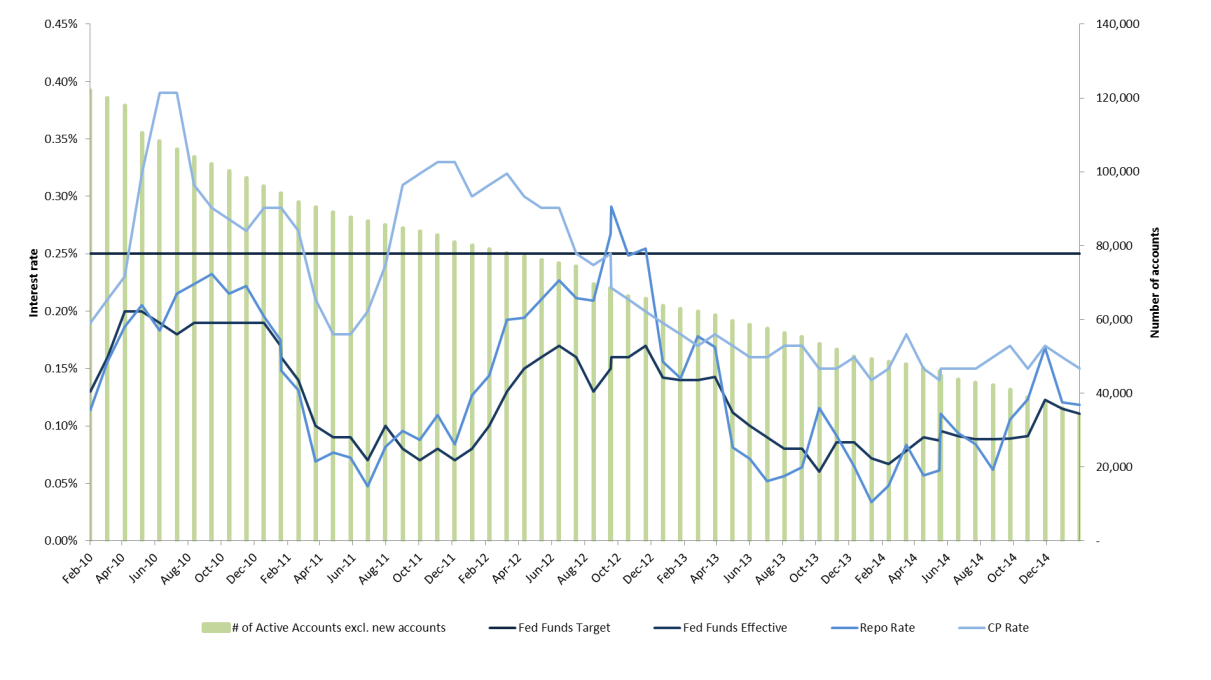 0.45%
0.40%
0.35%
0.30%
0.25%
0.20%
0.15%
0.10%
0.05%
0.00%
Interest rate
140,000
120,000
100,000
80,000
60,000
40,000
20,000
-
Number of accounts
Feb-10
Apr-10
Jun-10
Aug-10
Oct-10
Dec-10
Feb-11
Apr-11
Jun-11
Aug-11
Oct-11
Dec-11
Feb-12
Apr-12
Jun-12
Aug-12
Oct-12
Dec-12
Feb-13
Apr-13
Jun-13
Aug-13
Oct-13
Dec-13
Feb-14
Apr-14
Jun-14
Aug-14
Oct-14
Dec-14
# of Active Accounts excl. new accounts
Fed Funds Target
Fed Funds Effective
Repo Rate
CP Rate